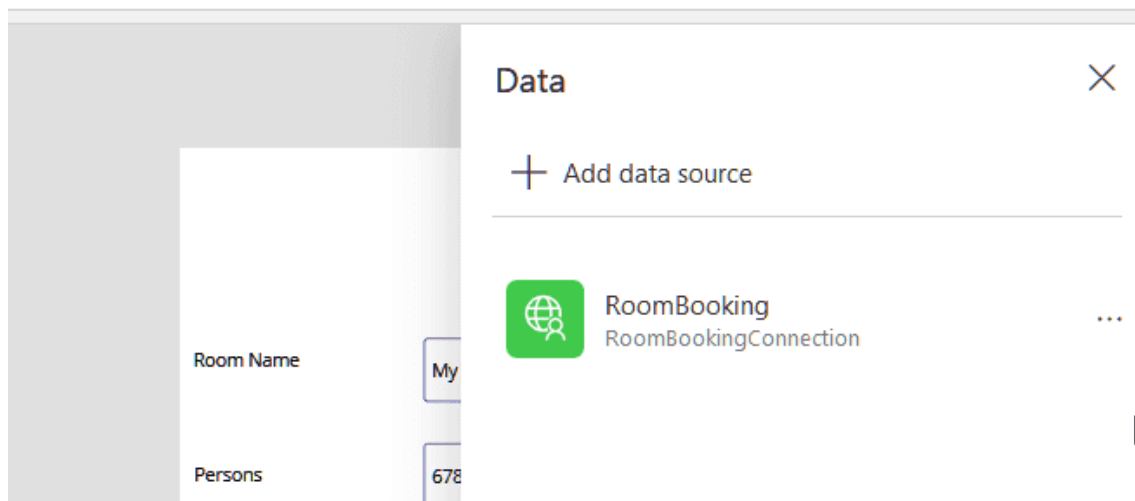 Data
Add data source
RoomBooking
RoomBookingConnection
Room Name
My
Persons
678